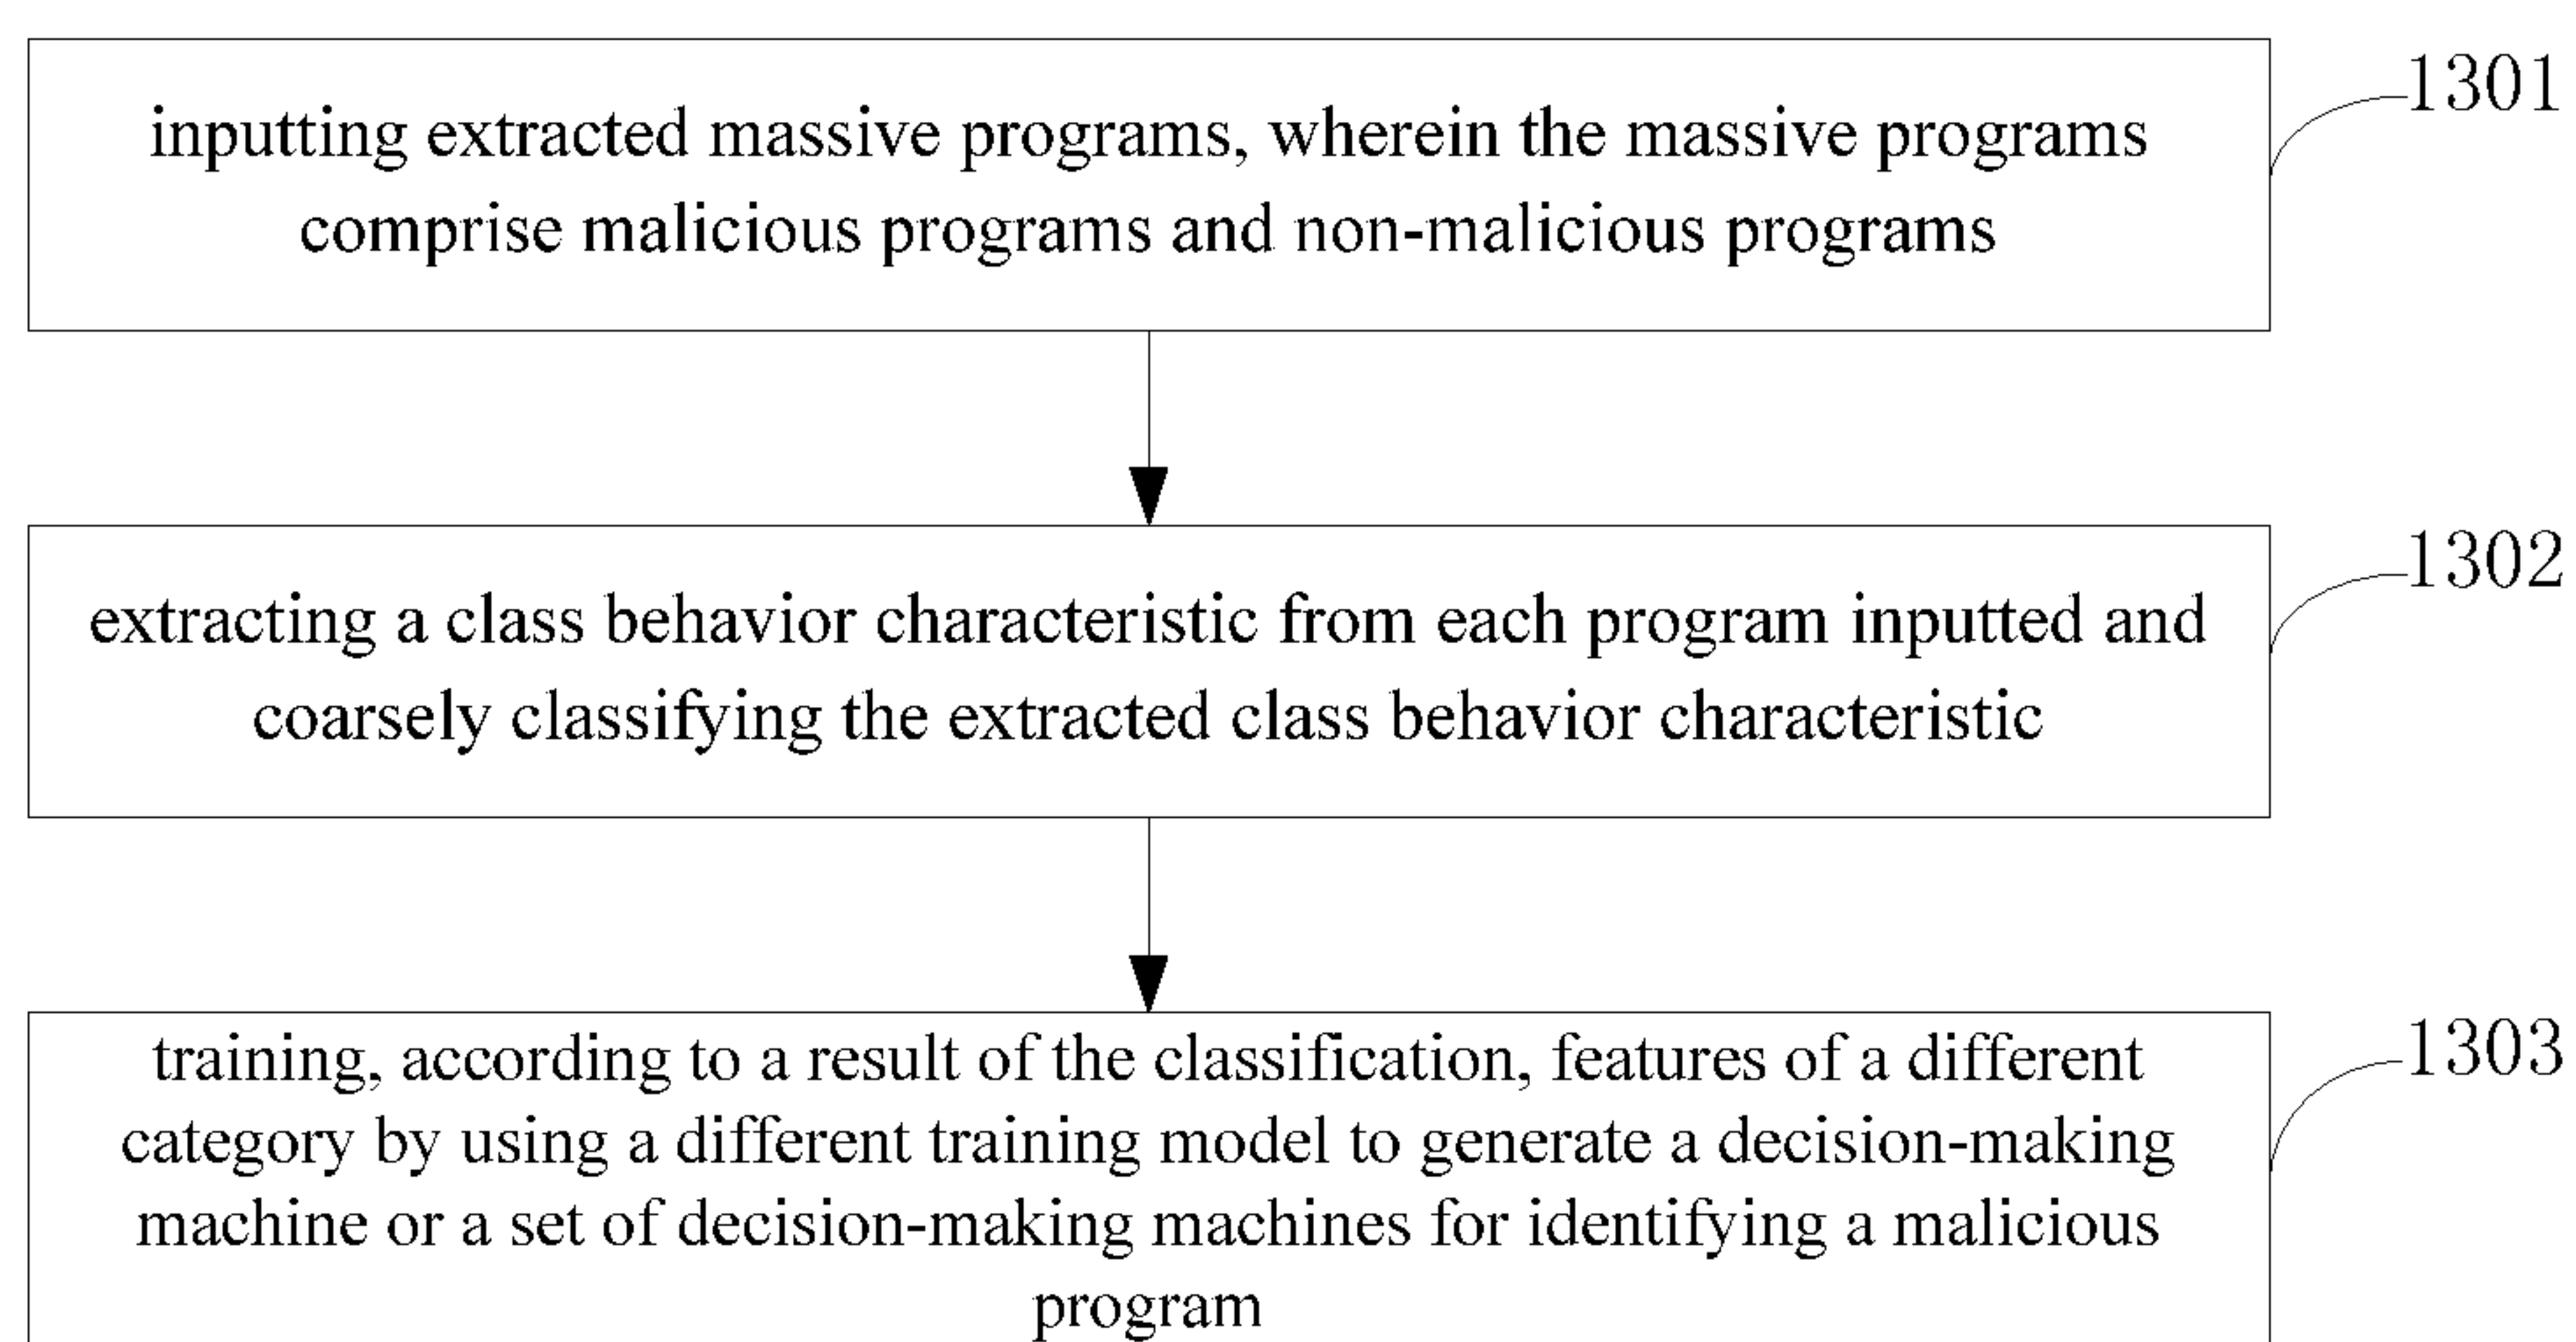 inputting extracted massive programs, wherein the massive programs
comprise malicious programs and non-malicious programs
1301
extracting a class behavior characteristic from each program inputted and
coarsely classifying the extracted class behavior characteristic
1302
training, according to a result of the classification, features of a different
category by using a different training model to generate a decision-making
machine or a set of decision-making machines for identifying a malicious
program
1303